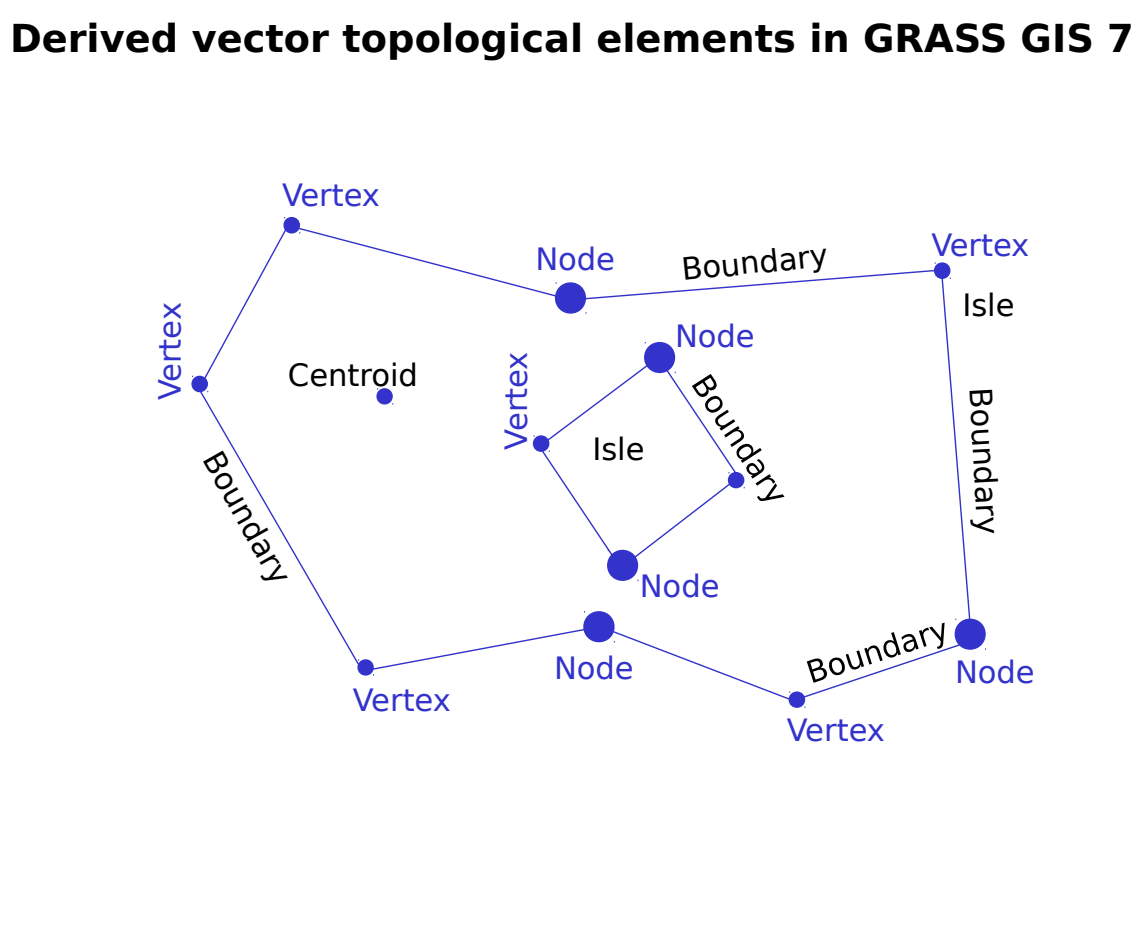 Derived vector topological elements in GRASS GIS 7
Vertex
Node
Boundary
Vertex
Isle
Vertex
Centroid
Node
Vertex
Isle
Boundary
Boundary
Boundary
Node
Node
Vertex
Boundary
Node
Vertex